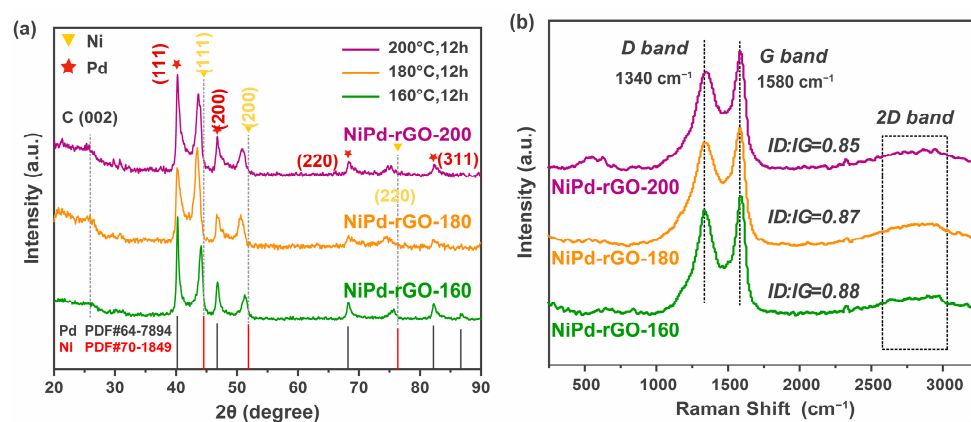 (a)
Ni
Pd
(111)
(111)
200°C,12h
180°C,12h
160°C,12h
C (002)
(200)
(200)
NiPd-rGO-200
(220)
(311)
(220)
NiPd-rGO-180
NiPd-rGO-160
Pd PDF#64-7894
NI PDF#70-1849
20 30 40 50 60 70 80 90
2θ (degree)
Intensity (a.u.)
(b)
D band
1340 cm⁻¹
G band
1580 cm⁻¹
2D band
ID:IG=0.85
NiPd-rGO-200
ID:IG=0.87
NiPd-rGO-180
ID:IG=0.88
NiPd-rGO-160
500 1000 1500 2000 2500 3000
Raman Shift (cm⁻¹)
Intensity (a.u.)